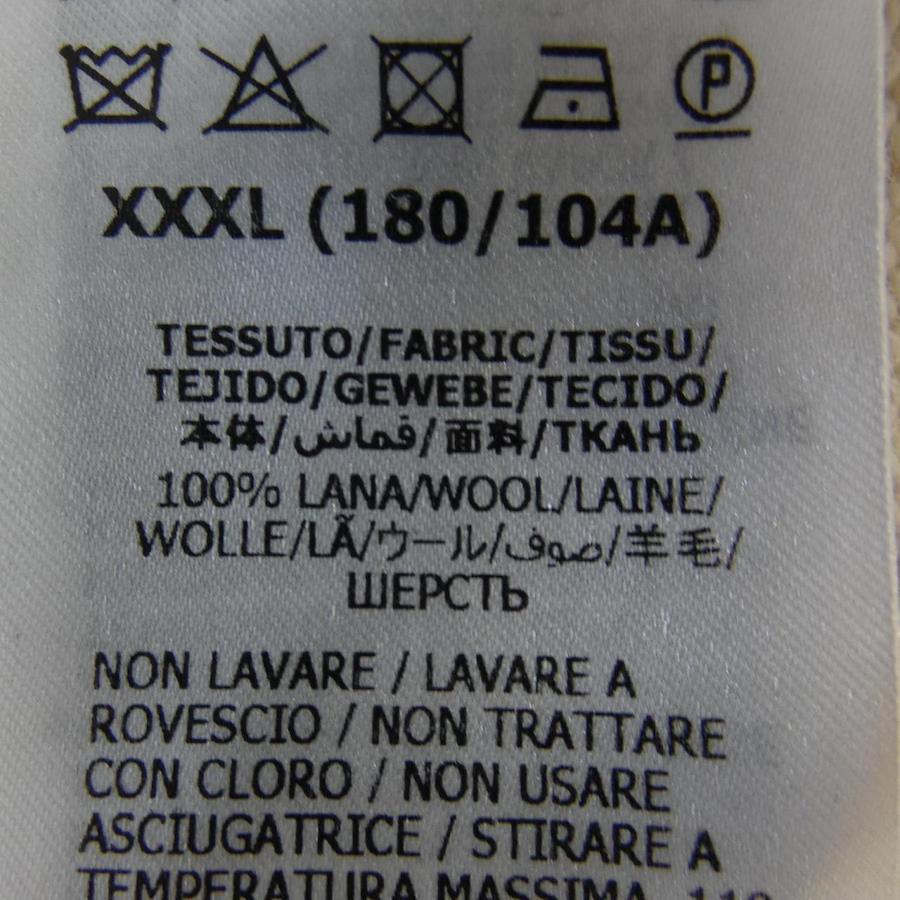 XXXL (180/104A)
TESSUTO/FABRIC/TISSU/
TEJIDO/GEWEBE/TECIDO/
本体/قماش/面料/ТКАНЬ
100% LANA/WOOL/LAINE/
WOLLE/LÃ/ウール/صوف/羊毛/
ШЕРСТЬ
NON LAVARE / LAVARE A
ROVESCIO / NON TRATTARE
CON CLORO / NON USARE
ASCIUGATRICE / STIRARE A
TEMPERATURA MASSIMA